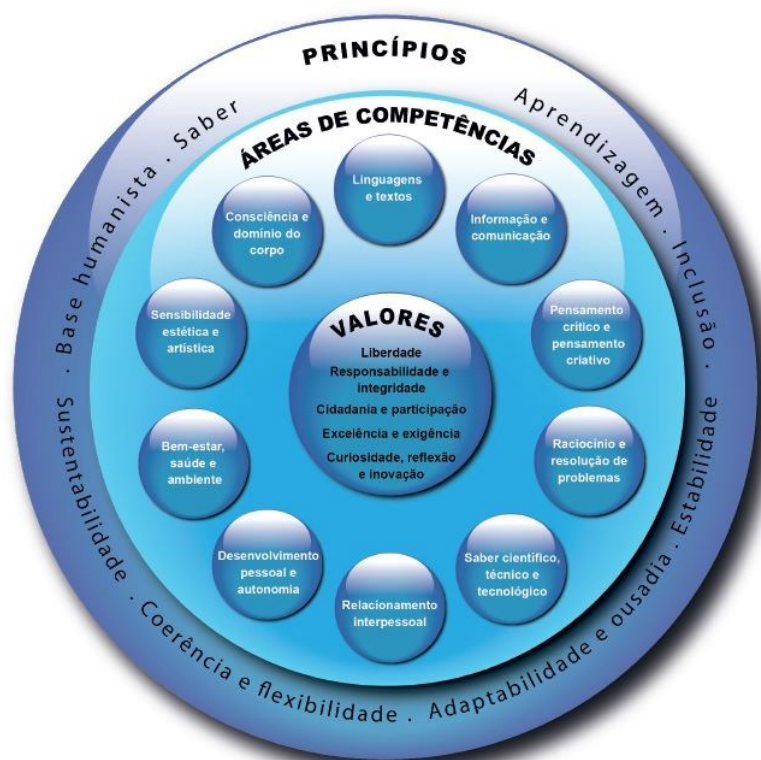 PRINCÍPIOS
Base humanista . Saber
Aprendizagem . Inclusão .
Estabilidade
Adaptabilidade e ousadia .
Coerência e flexibilidade .
Sustentabilidade .
ÁREAS DE COMPETÊNCIAS
Linguagens
e textos
Informação e
comunicação
Pensamento
crítico e
pensamento
criativo
Raciocínio e
resolução de
problemas
Saber científico,
técnico e
tecnológico
Relacionamento
interpessoal
Desenvolvimento
pessoal e
autonomia
Bem-estar,
saúde e
ambiente
Sensibilidade
estética e
artística
Consciência e
domínio do
corpo
VALORES
Liberdade
Responsabilidade e
integridade
Cidadania e participação
Excelência e exigência
Curiosidade, reflexão
e inovação